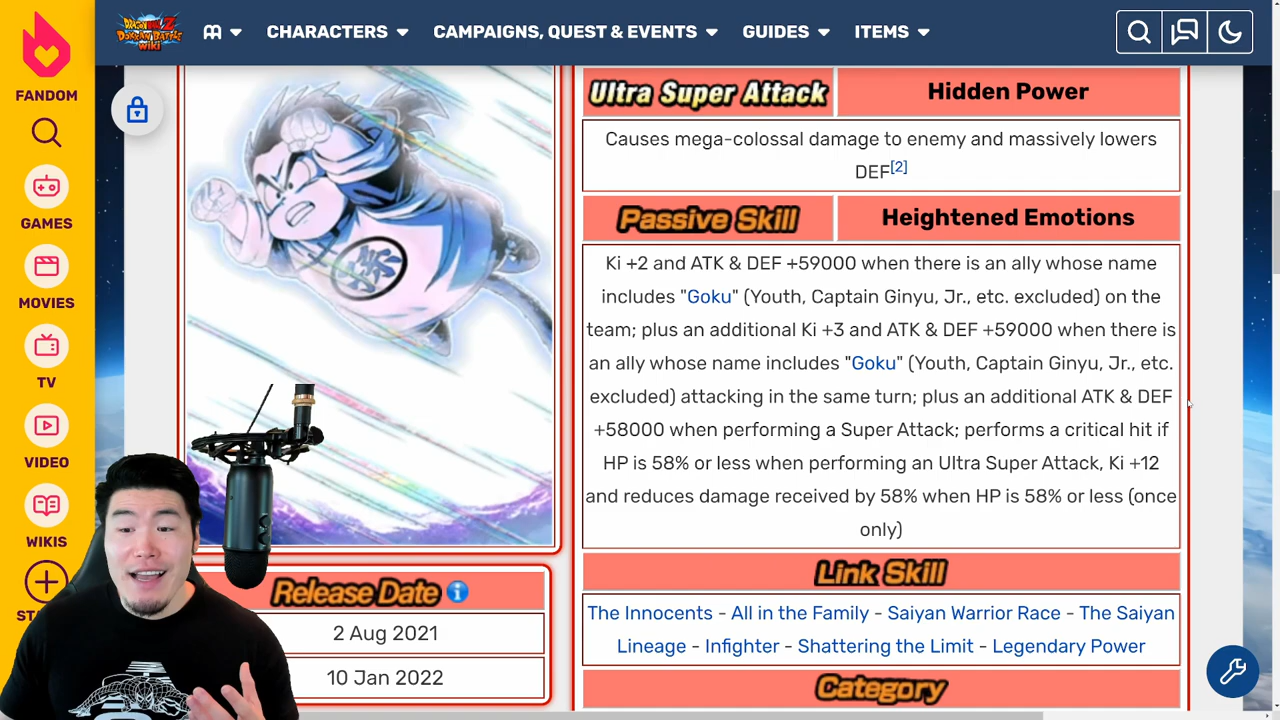 DRAGON BALL Z
DOKKAN BATTLE
WIKI
CHARACTERS
CAMPAIGNS, QUEST & EVENTS
GUIDES
ITEMS
FANDOM
GAMES
MOVIES
TV
VIDEO
WIKIS
ST
Ultra Super Attack
Hidden Power
Causes mega-colossal damage to enemy and massively lowers
DEF[2]
Passive Skill
Heightened Emotions
Ki +2 and ATK & DEF +59000 when there is an ally whose name
includes "Goku" (Youth, Captain Ginyu, Jr., etc. excluded) on the
team; plus an additional Ki +3 and ATK & DEF +59000 when there is
an ally whose name includes "Goku" (Youth, Captain Ginyu, Jr., etc.
excluded) attacking in the same turn; plus an additional ATK & DEF
+58000 when performing a Super Attack; performs a critical hit if
HP is 58% or less when performing an Ultra Super Attack, Ki +12
and reduces damage received by 58% when HP is 58% or less (once
only)
Link Skill
The Innocents - All in the Family - Saiyan Warrior Race - The Saiyan
Lineage - Infighter - Shattering the Limit - Legendary Power
Category
Release Date
2 Aug 2021
10 Jan 2022